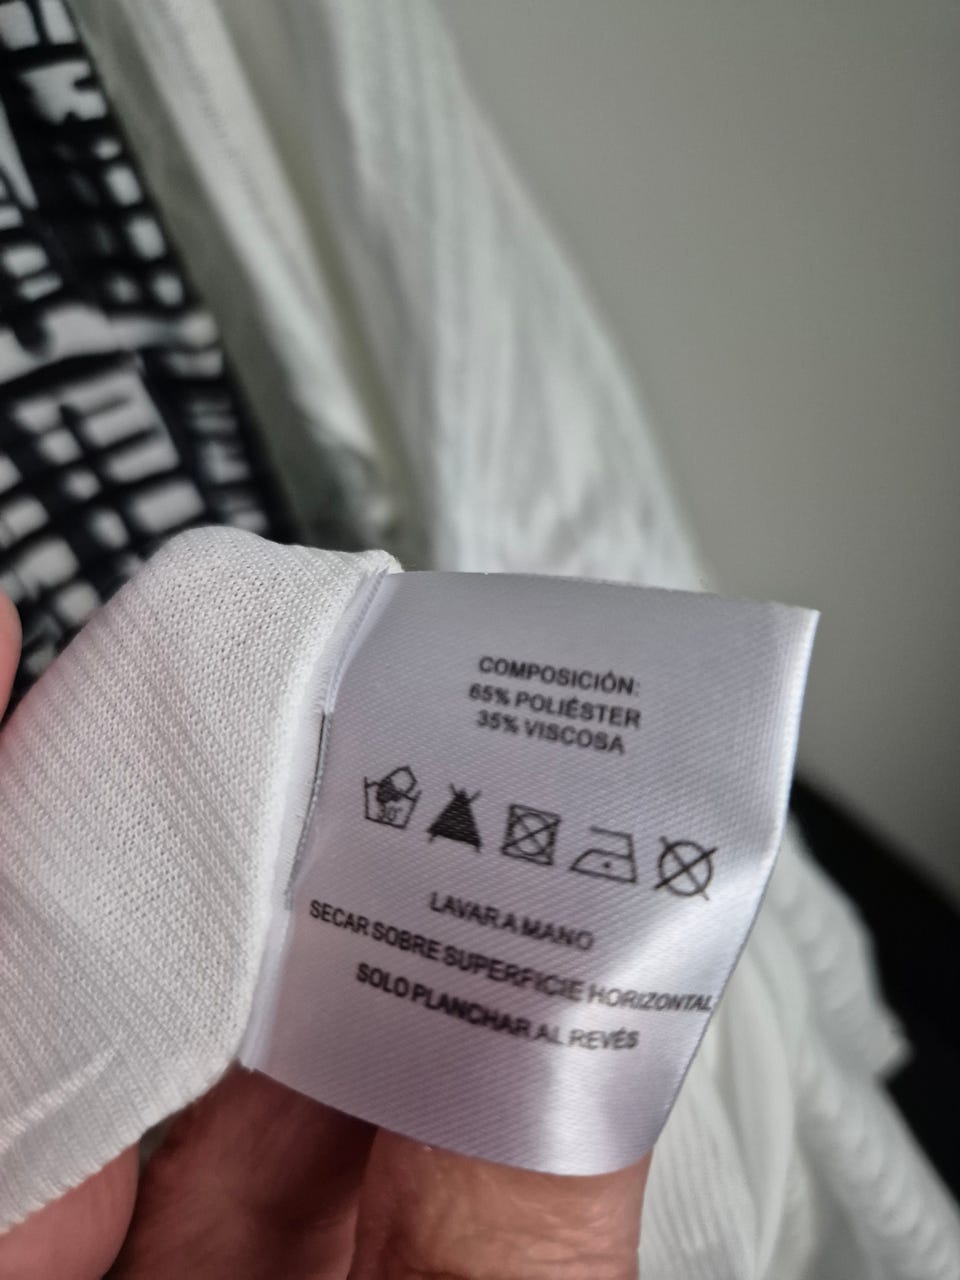 COMPOSICIÓN:
65% POLIÉSTER
35% VISCOSA
30°
LAVAR A MANO
SECAR SOBRE SUPERFICIE HORIZONTAL
SOLO PLANCHAR AL REVÉS